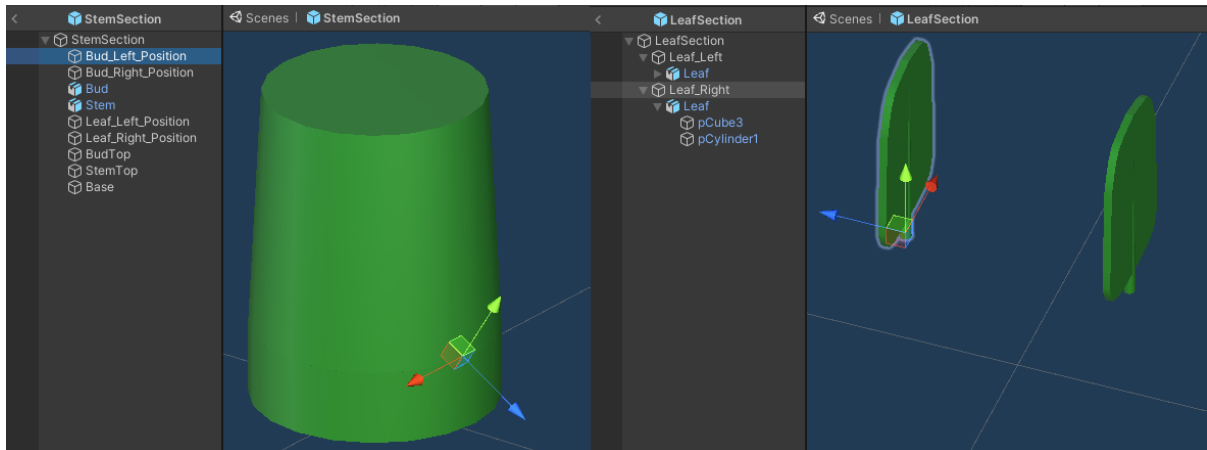 StemSection
Scenes | StemSection
StemSection
Bud_Left_Position
Bud_Right_Position
Bud
Stem
Leaf_Left_Position
Leaf_Right_Position
BudTop
StemTop
Base
LeafSection
Scenes | LeafSection
LeafSection
Leaf_Left
Leaf
Leaf_Right
Leaf
pCube3
pCylinder1